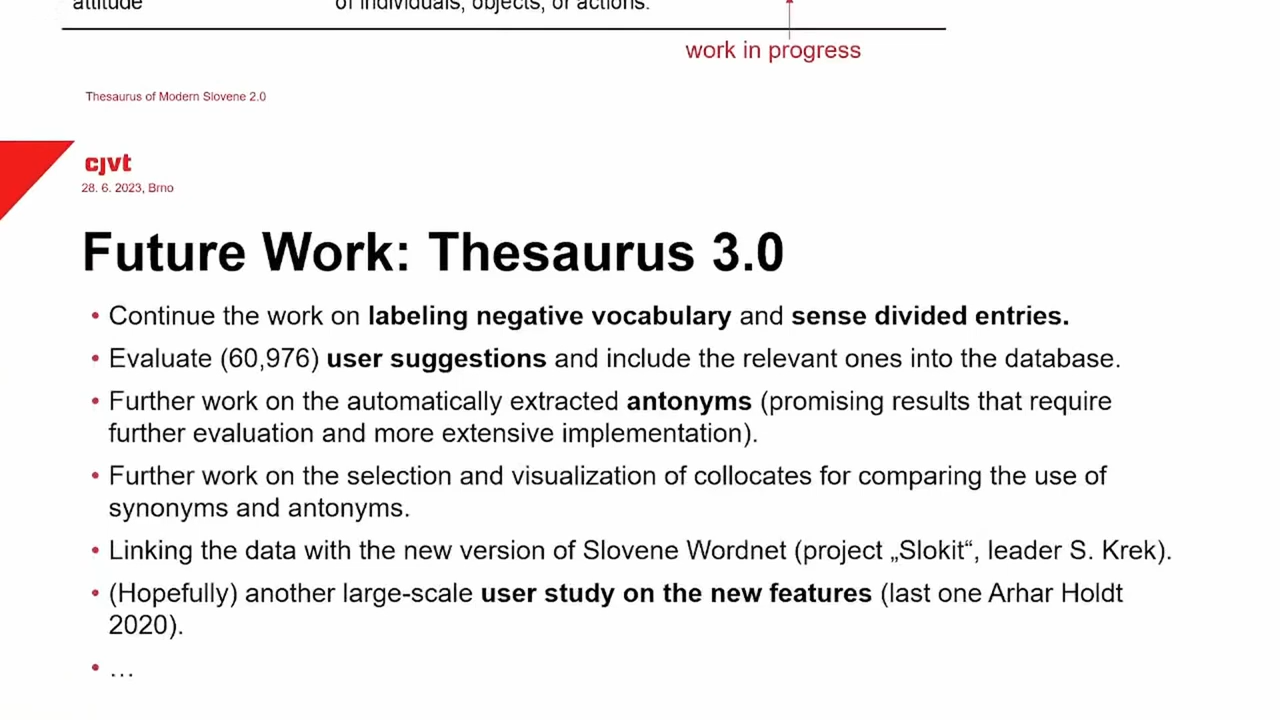 attitude of individuals, objects, or actions.
work in progress
Thesaurus of Modern Slovene 2.0
cjvt
28. 6. 2023, Brno
Future Work: Thesaurus 3.0
• Continue the work on labeling negative vocabulary and sense divided entries.
• Evaluate (60,976) user suggestions and include the relevant ones into the database.
• Further work on the automatically extracted antonyms (promising results that require
further evaluation and more extensive implementation).
• Further work on the selection and visualization of collocates for comparing the use of
synonyms and antonyms.
• Linking the data with the new version of Slovene Wordnet (project „Slokit“, leader S. Krek).
• (Hopefully) another large-scale user study on the new features (last one Arhar Holdt
2020).
• …